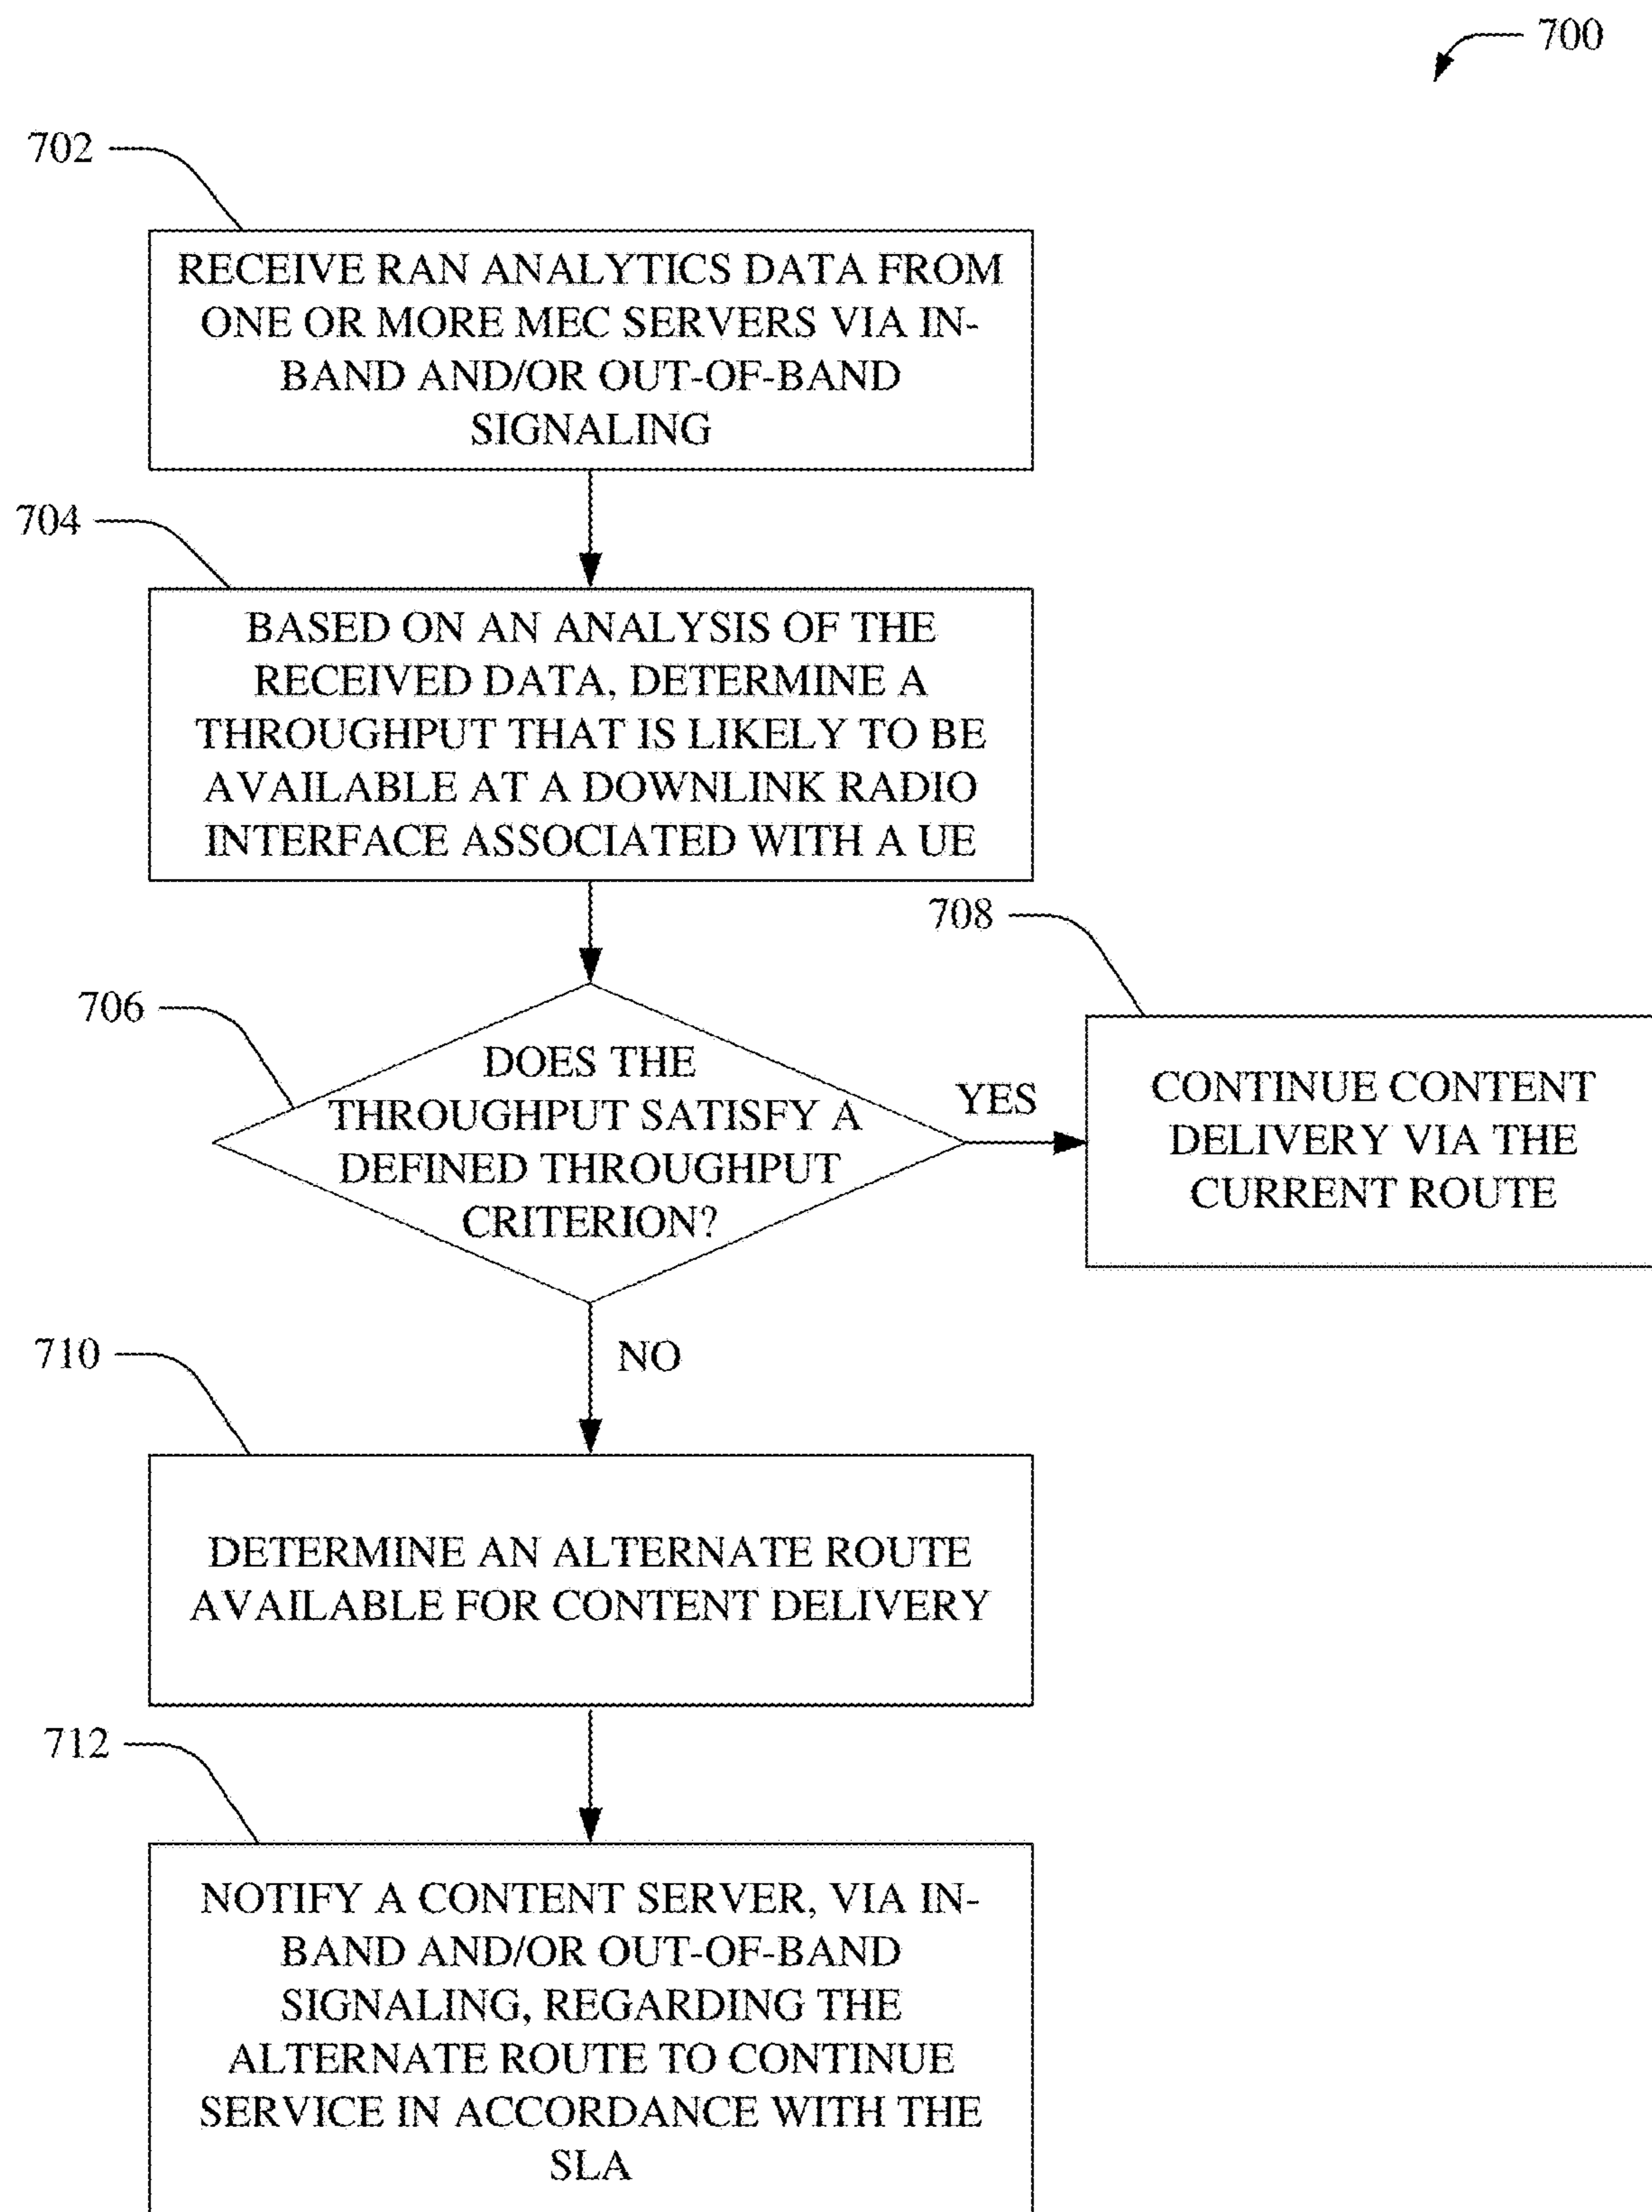 700
702
RECEIVE RAN ANALYTICS DATA FROM
ONE OR MORE MEC SERVERS VIA IN-
BAND AND/OR OUT-OF-BAND
SIGNALING
704
BASED ON AN ANALYSIS OF THE
RECEIVED DATA, DETERMINE A
THROUGHPUT THAT IS LIKELY TO BE
AVAILABLE AT A DOWNLINK RADIO
INTERFACE ASSOCIATED WITH A UE
706
DOES THE
THROUGHPUT SATISFY A
DEFINED THROUGHPUT
CRITERION?
YES
708
CONTINUE CONTENT
DELIVERY VIA THE
CURRENT ROUTE
NO
710
DETERMINE AN ALTERNATE ROUTE
AVAILABLE FOR CONTENT DELIVERY
712
NOTIFY A CONTENT SERVER, VIA IN-
BAND AND/OR OUT-OF-BAND
SIGNALING, REGARDING THE
ALTERNATE ROUTE TO CONTINUE
SERVICE IN ACCORDANCE WITH THE
SLA